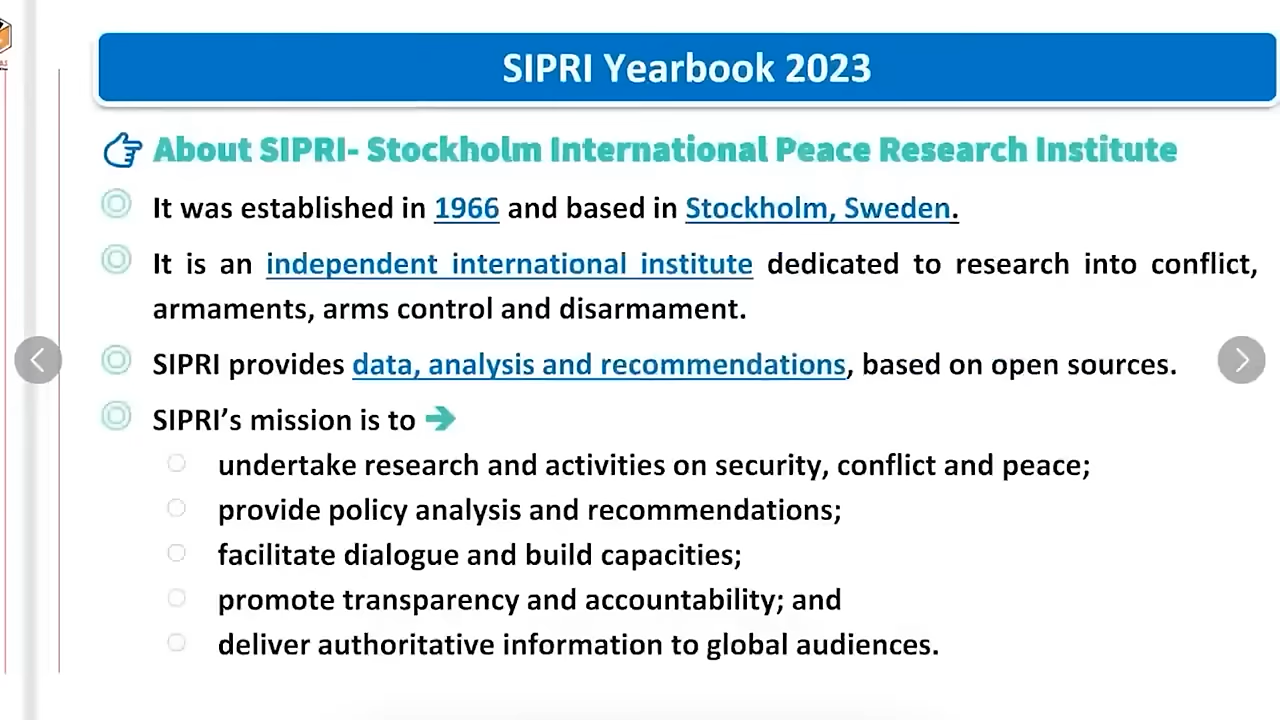 SIPRI Yearbook 2023
About SIPRI- Stockholm International Peace Research Institute
It was established in 1966 and based in Stockholm, Sweden.
It is an independent international institute dedicated to research into conflict,
armaments, arms control and disarmament.
SIPRI provides data, analysis and recommendations, based on open sources.
SIPRI’s mission is to
undertake research and activities on security, conflict and peace;
provide policy analysis and recommendations;
facilitate dialogue and build capacities;
promote transparency and accountability; and
deliver authoritative information to global audiences.